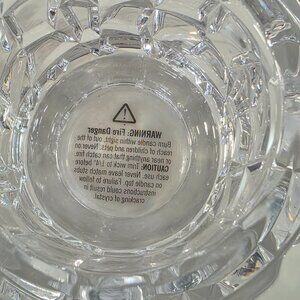 WARNING: Fire Danger
Burn candle within sight, out of the
reach of children and pets. Never on
or near anything that can catch fire.
CAUTION: Trim wick to ¼" before
each use. Never leave match stubs
on candle top. Failure to follow
instructions could result in
cracking of crystal.